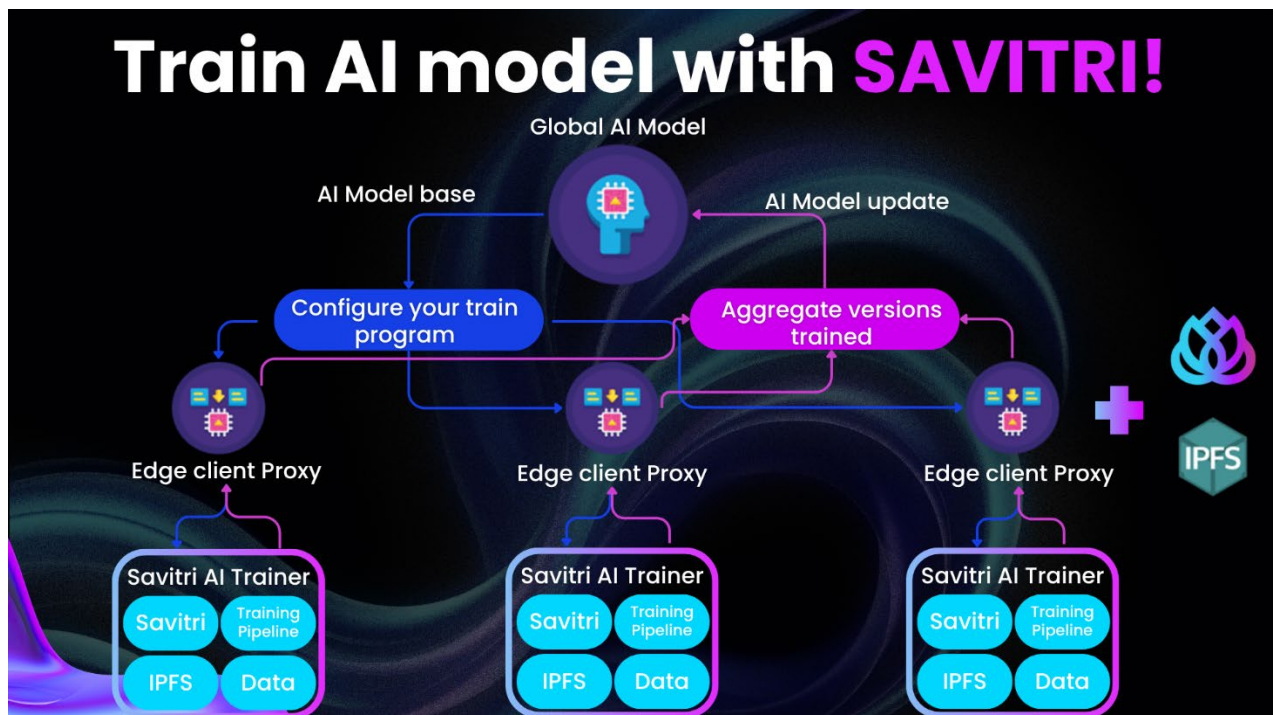 Train AI model with SAVITRI!
Global AI Model
AI Model base
AI Model update
Configure your train
program
Aggregate versions
trained
IPFS
Edge client Proxy
Edge client Proxy
Edge client Proxy
Savitri AI Trainer
Savitri
Training
Pipeline
IPFS
Data
Savitri AI Trainer
Savitri
Training
Pipeline
IPFS
Data
Savitri AI Trainer
Savitri
Training
Pipeline
IPFS
Data